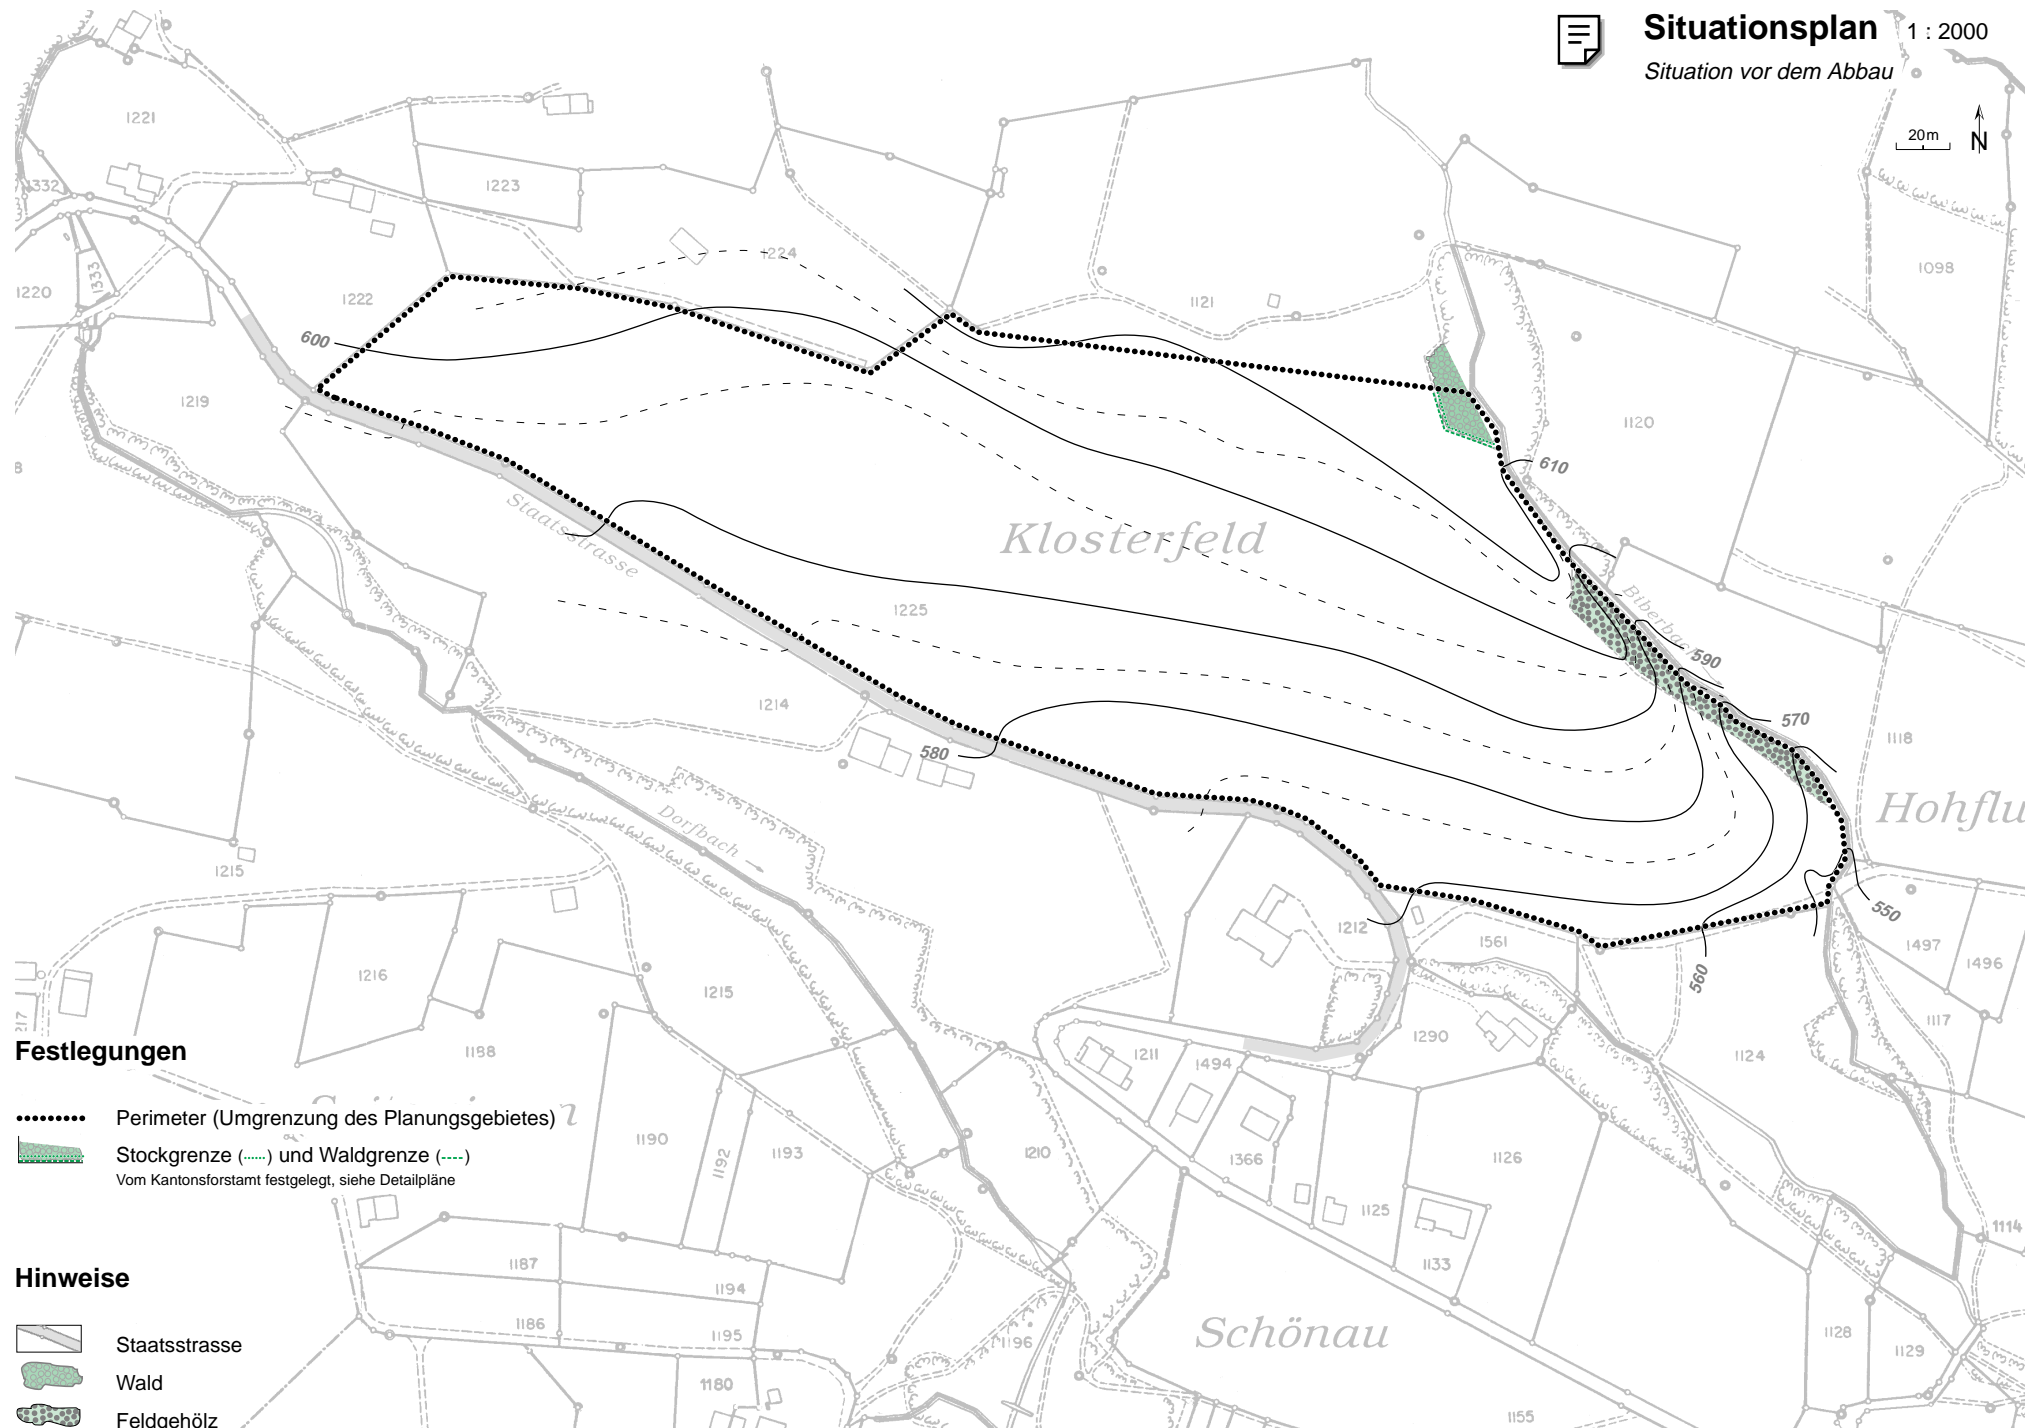 Situationsplan 1 : 2000
Situation vor dem Abbau
20m
N
1221
1332
1223
1224
1220
1333
1222
1121
1098
600
1219
1120
610
Staatsstrasse
Klosterfeld
1225
Biberbach
590
1214
570
580
1118
Hohflu
Dorfbach
1215
550
1212
1561
1497
1496
1216
1215
560
1217
1117
1198
1211
1494
1290
1124
Festlegungen
Perimeter (Umgrenzung des Planungsgebietes)
Stockgrenze (......) und Waldgrenze (----)
Vom Kantonsforstamt festgelegt, siehe Detailpläne
1190
1192
1193
1210
1366
1126
1125
1114
1187
1133
Hinweise
1194
1186
1195
1196
Schönau
1128
1129
Staatsstrasse
Wald
1180
Feldgehölz
1155